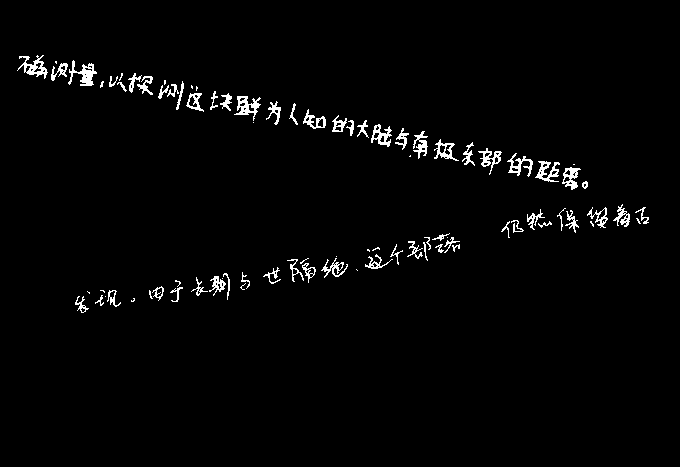 磁测量，以探测这块鲜为人知的大陆与南极东部的距离。
发现。由于长期与世隔绝、这个部落
仍然保留着古